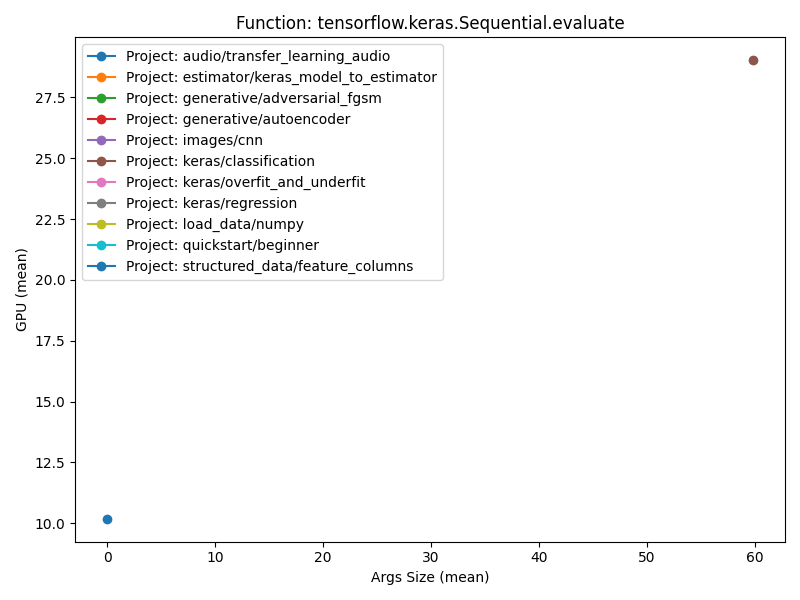 Function: tensorflow.keras.Sequential.evaluate
Project: audio/transfer_learning_audio
Project: estimator/keras_model_to_estimator
Project: generative/adversarial_fgsm
Project: generative/autoencoder
Project: images/cnn
Project: keras/classification
Project: keras/overfit_and_underfit
Project: keras/regression
Project: load_data/numpy
Project: quickstart/beginner
Project: structured_data/feature_columns
GPU (mean)
27.5
25.0
22.5
20.0
17.5
15.0
12.5
10.0
0 10 20 30 40 50 60
Args Size (mean)